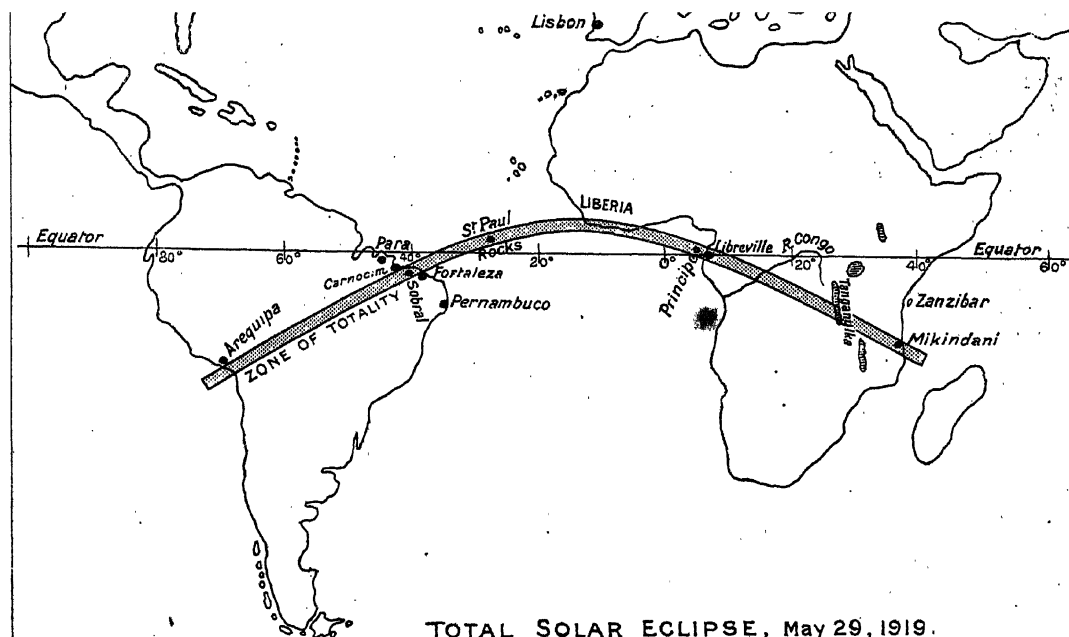 Lisbon
LIBERIA
St Paul
ROCKS
Equator
Para
Carnocim
Sobral
Fortaleza
Pernambuco
Arequipa
ZONE OF TOTALITY
80°
60°
40°
20°
0°
20°
40°
60°
Principe
Libreville
R. Congo
Equator
Tanganyika
Zanzibar
Mikindani
TOTAL SOLAR ECLIPSE, May 29, 1919.